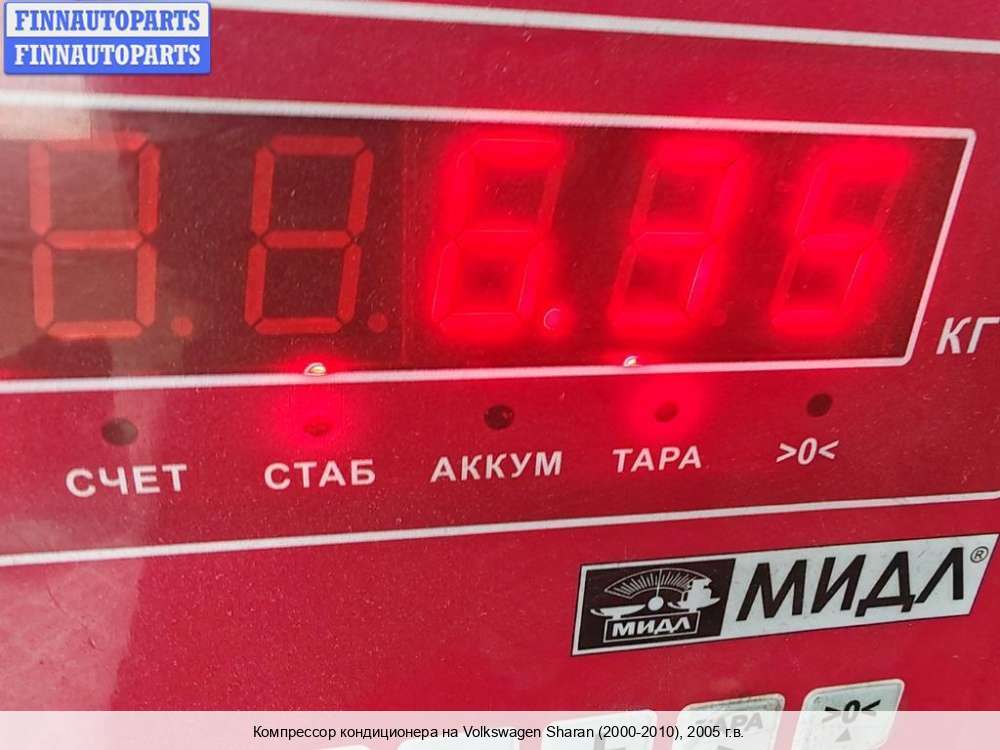 FINNAUTOPARTS
FINNAUTOPARTS
КГ
СЧЕТ СТАБ АККУМ ТАРА >0<
МИДЛ МИДЛ®
ТАРА >0<
Компрессор кондиционера на Volkswagen Sharan (2000-2010), 2005 г.в.